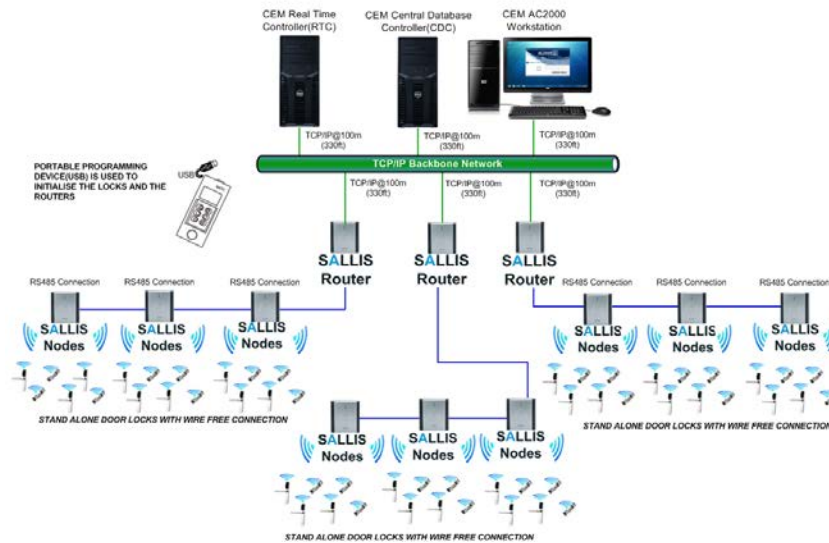 CEM Real Time
Controller(RTC)
CEM Central Database
Controller (CDC)
CEM AC2000
Workstation
TCP/IP@100m
(330ft)
TCP/IP@100m
(330ft)
TCP/IP@100m
(330ft)
TCP/IP Backbone Network
PORTABLE PROGRAMMING
DEVICE(USB) IS USED TO
INITIALISE THE LOCKS AND THE
ROUTERS
USB
TCP/IP@100m
(330ft)
TCP/IP@100m
(330ft)
TCP/IP@100m
(330ft)
SALLIS
Router
SALLIS
Router
SALLIS
Router
RS485 Connection
RS485 Connection
RS485 Connection
RS485 Connection
RS485 Connection
RS485 Connection
SALLIS
Nodes
SALLIS
Nodes
SALLIS
Nodes
SALLIS
Nodes
SALLIS
Nodes
SALLIS
Nodes
STAND ALONE DOOR LOCKS WITH WIRE FREE CONNECTION
STAND ALONE DOOR LOCKS WITH WIRE FREE CONNECTION
SALLIS
Nodes
SALLIS
Nodes
SALLIS
Nodes
STAND ALONE DOOR LOCKS WITH WIRE FREE CONNECTION